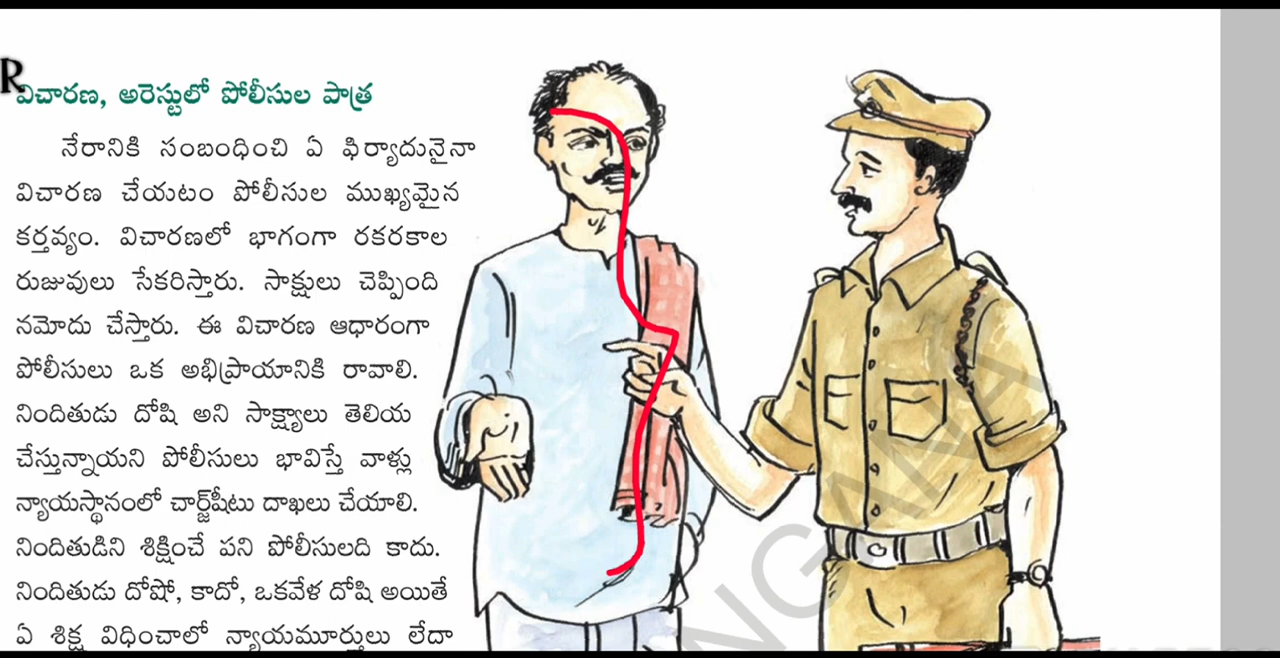 R
విచారణ, అరెస్టులో పోలీసుల పాత్ర
నేరానికి సంబంధించి ఏ ఫిర్యాదునైనా
విచారణ చేయటం పోలీసుల ముఖ్యమైన
కర్తవ్యం. విచారణలో భాగంగా రకరకాల
రుజువులు సేకరిస్తారు. సాక్షులు చెప్పింది
నమోదు చేస్తారు. ఈ విచారణ ఆధారంగా
పోలీసులు ఒక అభిప్రాయానికి రావాలి.
నిందితుడు దోషి అని సాక్ష్యాలు తెలియ
చేస్తున్నాయని పోలీసులు భావిస్తే వాళ్లు
న్యాయస్థానంలో చార్జ్‌షీటు దాఖలు చేయాలి.
నిందితుడిని శిక్షించే పని పోలీసులది కాదు.
నిందితుడు దోషో, కాదో, ఒకవేళ దోషి అయితే
ఏ శిక్ష విధించాలో న్యాయమూర్తులు లేదా
NGANA